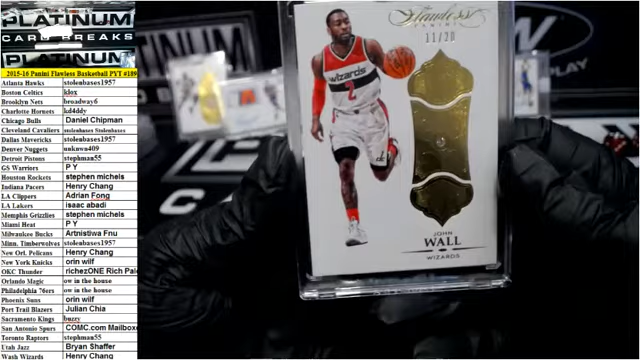 PLATINUM
CARD BREAKS
PLATINUM
2015-16 Panini Flawless Basketball PYT #189
Atlanta Hawks stolenbases1957
Boston Celtics klox
Brooklyn Nets broadway6
Charlotte Hornets kd4ddy
Chicago Bulls Daniel Chipman
Cleveland Cavaliers stolenbases Stolenbases
Dallas Mavericks stolenbases1957
Denver Nuggets unkwn409
Detroit Pistons stephman55
GS Warriors P Y
Houston Rockets stephen michels
Indiana Pacers Henry Chang
LA Clippers Adrian Fong
LA Lakers isaac abadi
Memphis Grizzlies stephen michels
Miami Heat P Y
Milwaukee Bucks Artnistiwa Fnu
Minn. Timberwolves stolenbases1957
New Orl. Pelicans Henry Chang
New York Knicks orin wilf
OKC Thunder richezONE Rich Pal
Orlando Magic ow in the house
Philadelphia 76ers ow in the house
Phoenix Suns orin wilf
Port Trail Blazers Julian Chia
Sacramento Kings buzzy
San Antonio Spurs COMC.com Mailbox
Toronto Raptors stephman55
Utah Jazz Bryan Shaffer
Wash Wizards Henry Chang
Flawless
PANINI
11/20
wizards
2
JOHN
WALL
WIZARDS
PLAY